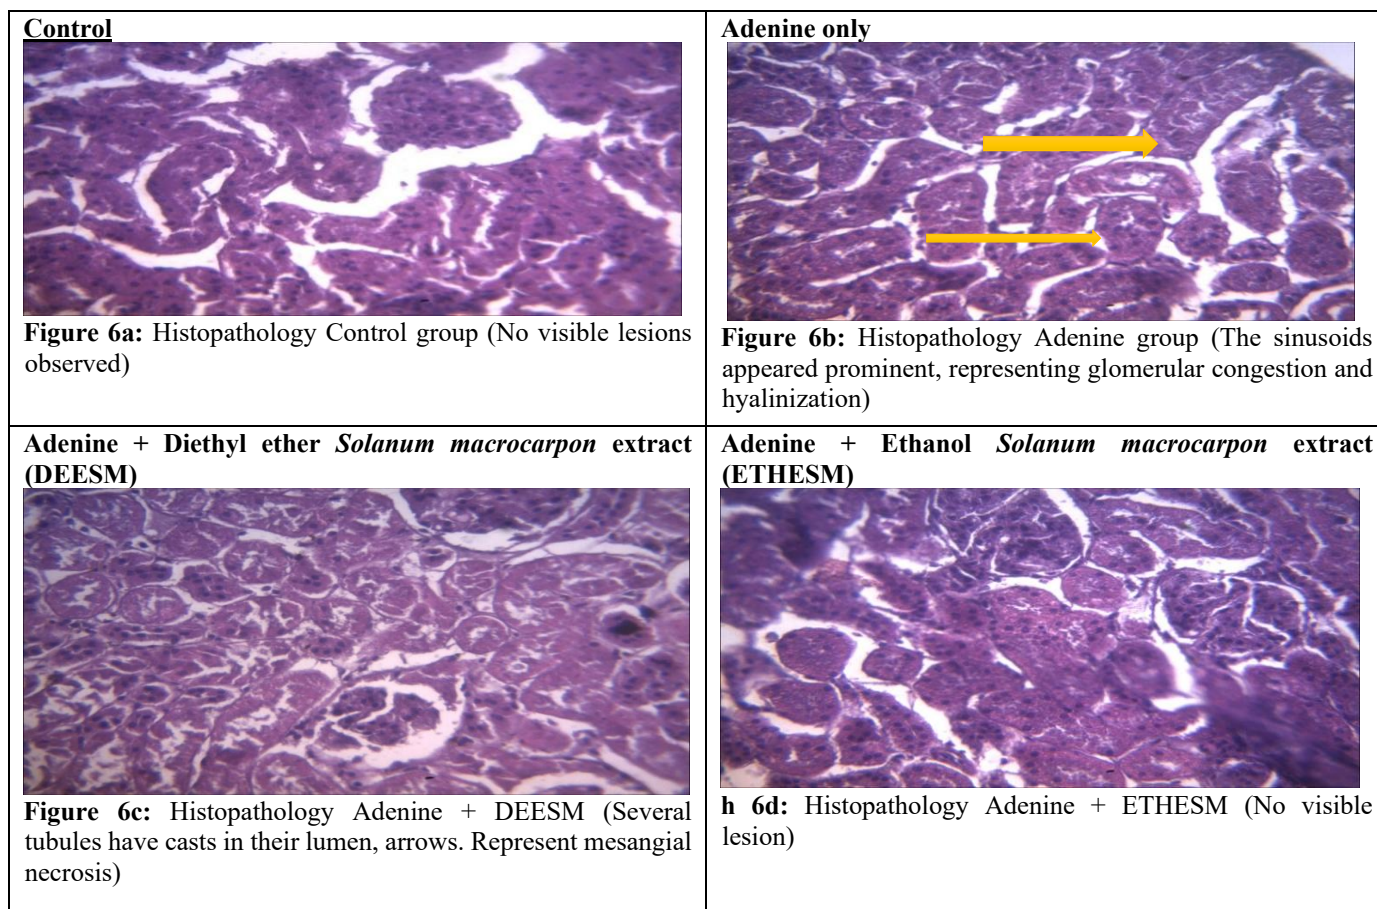 Control
Figure 6a: Histopathology Control group (No visible lesions
observed)
Adenine only
Figure 6b: Histopathology Adenine group (The sinusoids
appeared prominent, representing glomerular congestion and
hyalinization)
Adenine + Diethyl ether Solanum macrocarpon extract
(DEESM)
Figure 6c: Histopathology Adenine + DEESM (Several
tubules have casts in their lumen, arrows. Represent mesangial
necrosis)
Adenine + Ethanol Solanum macrocarpon extract
(ETHESM)
h 6d: Histopathology Adenine + ETHESM (No visible
lesion)